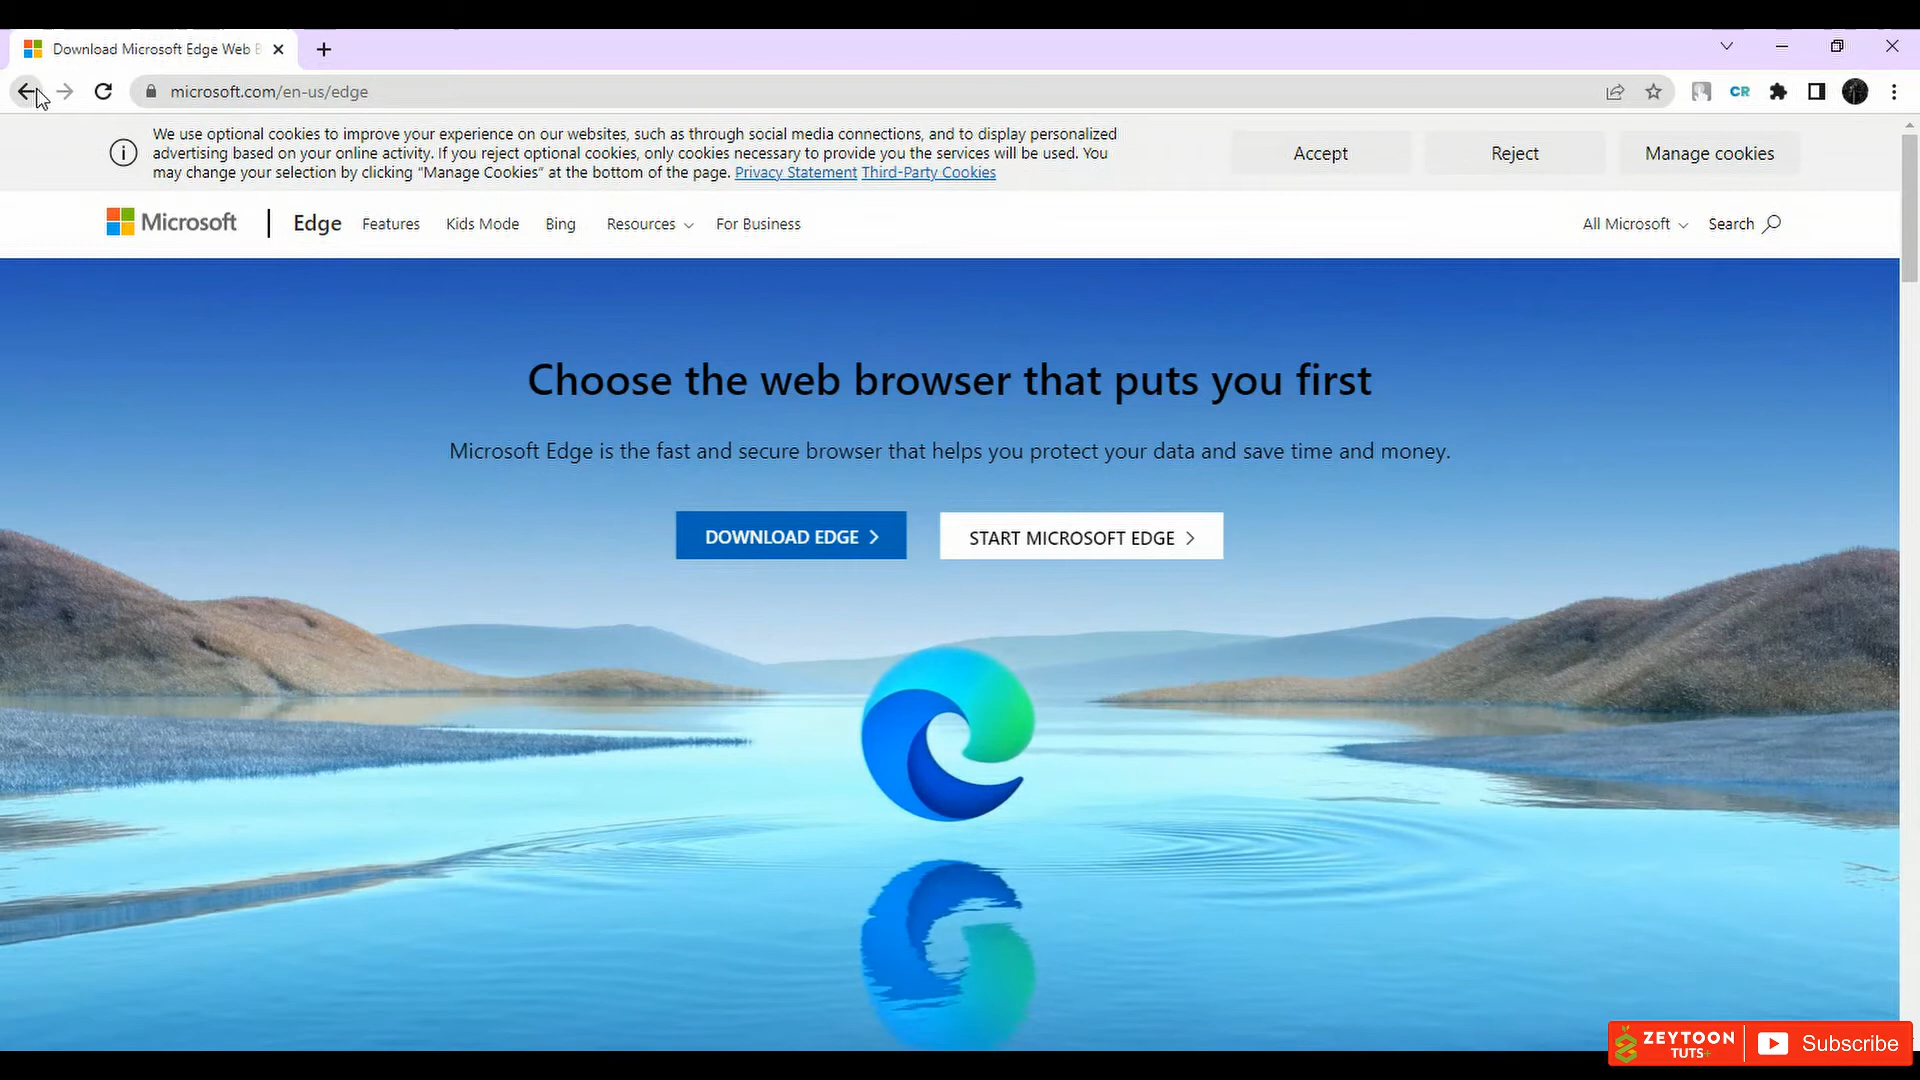 Download Microsoft Edge Web B
microsoft.com/en-us/edge
CR
We use optional cookies to improve your experience on our websites, such as through social media connections, and to display personalized
advertising based on your online activity. If you reject optional cookies, only cookies necessary to provide you the services will be used. You
may change your selection by clicking “Manage Cookies” at the bottom of the page. Privacy Statement Third-Party Cookies
Accept
Reject
Manage cookies
Microsoft
Edge
Features
Kids Mode
Bing
Resources
For Business
All Microsoft
Search
Choose the web browser that puts you first
Microsoft Edge is the fast and secure browser that helps you protect your data and save time and money.
DOWNLOAD EDGE
START MICROSOFT EDGE
ZEYTOON
TUTS+
Subscribe